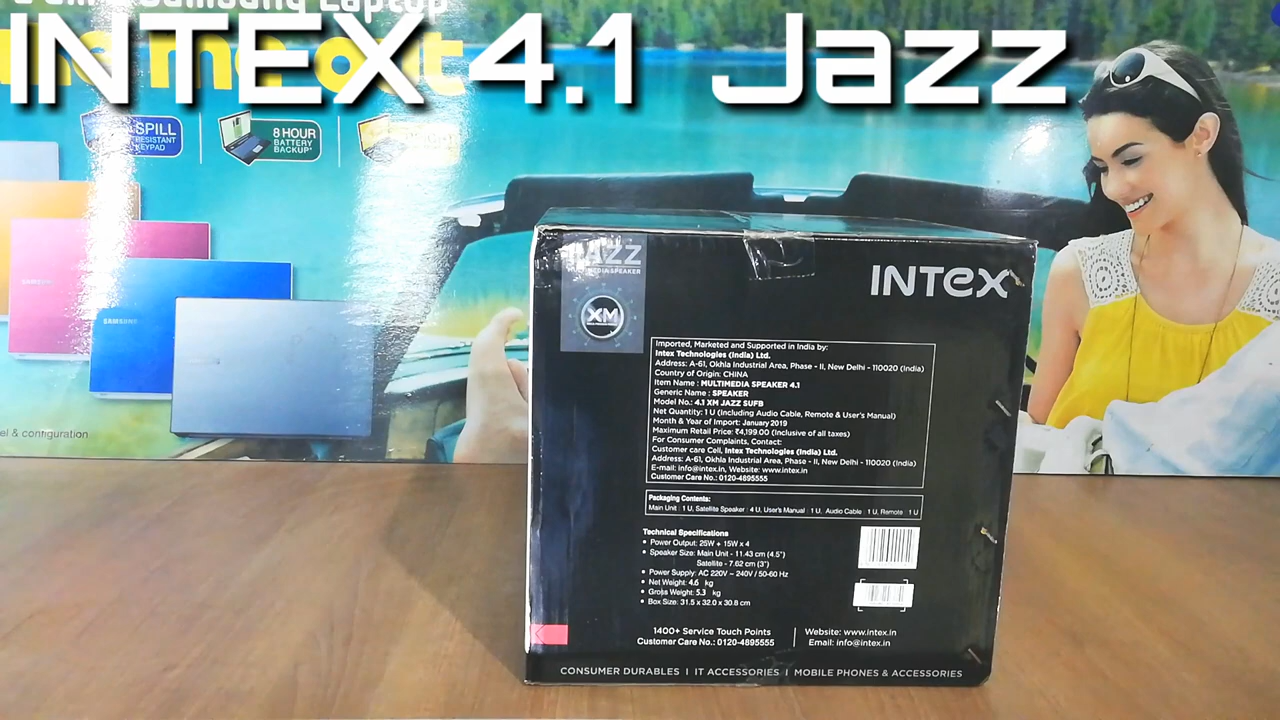 Samsung Laptop
INTEX 4.1 Jazz
me out
SPILL
RESISTANT
KEYPAD
8 HOUR
BATTERY
BACKUP*
SAMSUNG
SAMSUNG
el & configuration
JAZZ
MULTIMEDIA SPEAKER
XM
INTEX
Imported, Marketed and Supported in India by:
Intex Technologies (India) Ltd.
Address: A-61, Okhla Industrial Area, Phase - II, New Delhi - 110020 (India)
Country of Origin: CHINA
Item Name : MULTIMEDIA SPEAKER 4.1
Generic Name : SPEAKER
Model No.: 4.1 XM JAZZ SUFB
Net Quantity: 1 U (Including Audio Cable, Remote & User's Manual)
Month & Year of Import: January 2019
Maximum Retail Price: ₹4,199.00 (Inclusive of all taxes)
For Consumer Complaints, Contact:
Customer care Cell, Intex Technologies (India) Ltd.
Address: A-61, Okhla Industrial Area, Phase - II, New Delhi - 110020 (India)
E-mail: info@intex.in, Website: www.intex.in
Customer Care No.: 0120-4895555
Packaging Contents:
Main Unit : 1 U, Satellite Speaker : 4 U, User's Manual : 1 U, Audio Cable : 1 U, Remote : 1 U
Technical Specifications
• Power Output: 25W + 15W x 4
• Speaker Size: Main Unit - 11.43 cm (4.5")
Satellite - 7.62 cm (3")
• Power Supply: AC 220V ~ 240V / 50-60 Hz
• Net Weight: 4.6 kg
• Gross Weight: 5.3 kg
• Box Size: 31.5 x 32.0 x 30.8 cm
1400+ Service Touch Points
Customer Care No.: 0120-4895555
Website: www.intex.in
Email: info@intex.in
CONSUMER DURABLES | IT ACCESSORIES | MOBILE PHONES & ACCESSORIES